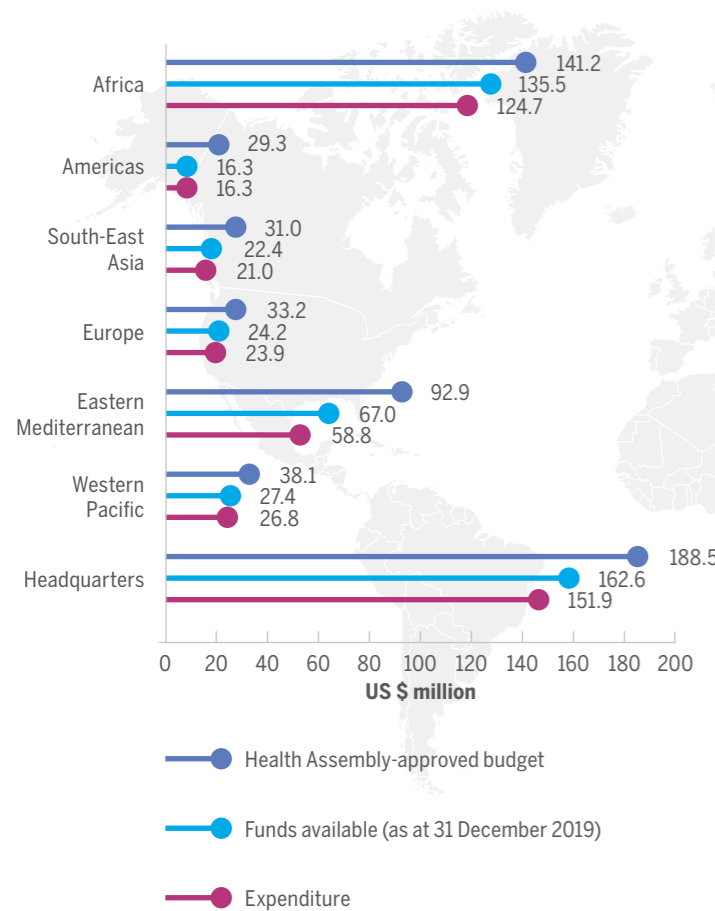 Africa
141.2
135.5
124.7
Americas
29.3
16.3
16.3
South-East
Asia
31.0
22.4
21.0
Europe
33.2
24.2
23.9
Eastern
Mediterranean
92.9
67.0
58.8
Western
Pacific
38.1
27.4
26.8
Headquarters
188.5
162.6
151.9
0 20 40 60 80 100 120 140 160 180 200
US $ million
Health Assembly-approved budget
Funds available (as at 31 December 2019)
Expenditure